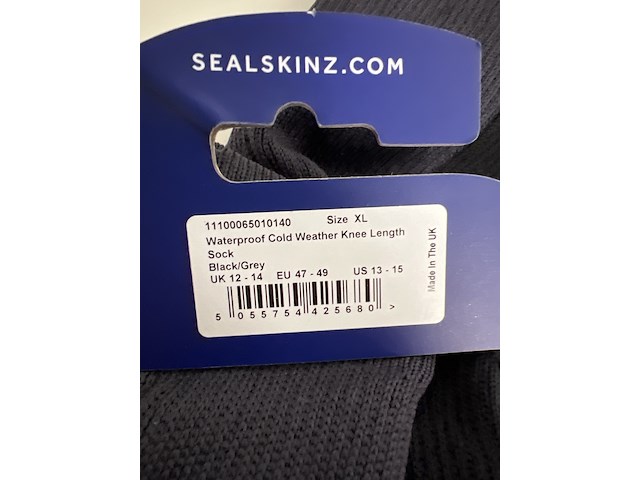 SEALSKINZ.COM
11100065010140 Size XL
Waterproof Cold Weather Knee Length
Sock
Black/Grey
UK 12 - 14 EU 47 - 49 US 13 - 15
5 055754 425680 >
Made In The UK